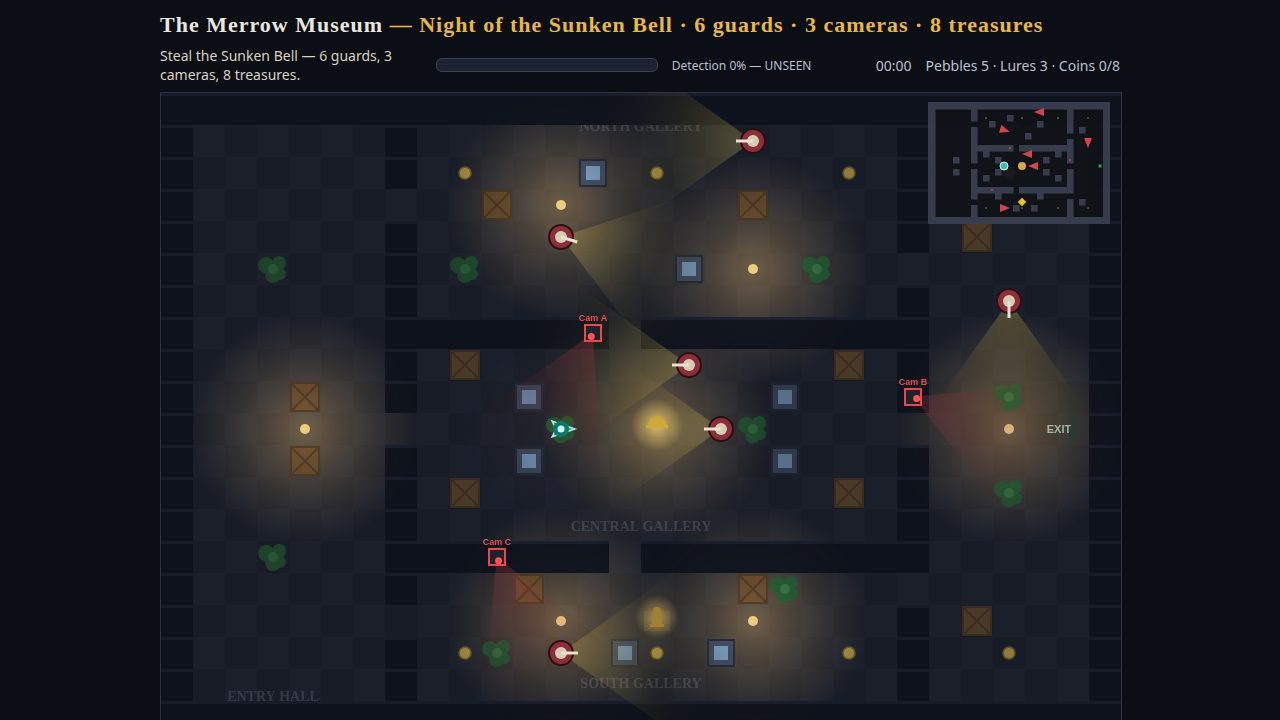 The Merrow Museum — Night of the Sunken Bell · 6 guards · 3 cameras · 8 treasures
Steal the Sunken Bell — 6 guards, 3
cameras, 8 treasures.
Detection 0% — UNSEEN
00:00
Pebbles 5 · Lures 3 · Coins 0/8
NORTH GALLERY
Cam A
Cam B
EXIT
CENTRAL GALLERY
Cam C
SOUTH GALLERY
ENTRY HALL